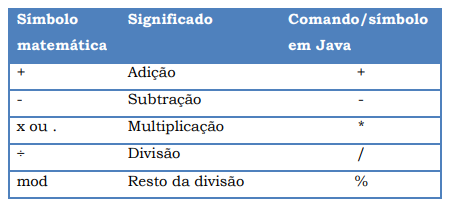 Símbolo matemática Significado Comando/símbolo em Java
+ Adição +
- Subtração -
x ou . Multiplicação *
÷ Divisão /
mod Resto da divisão %